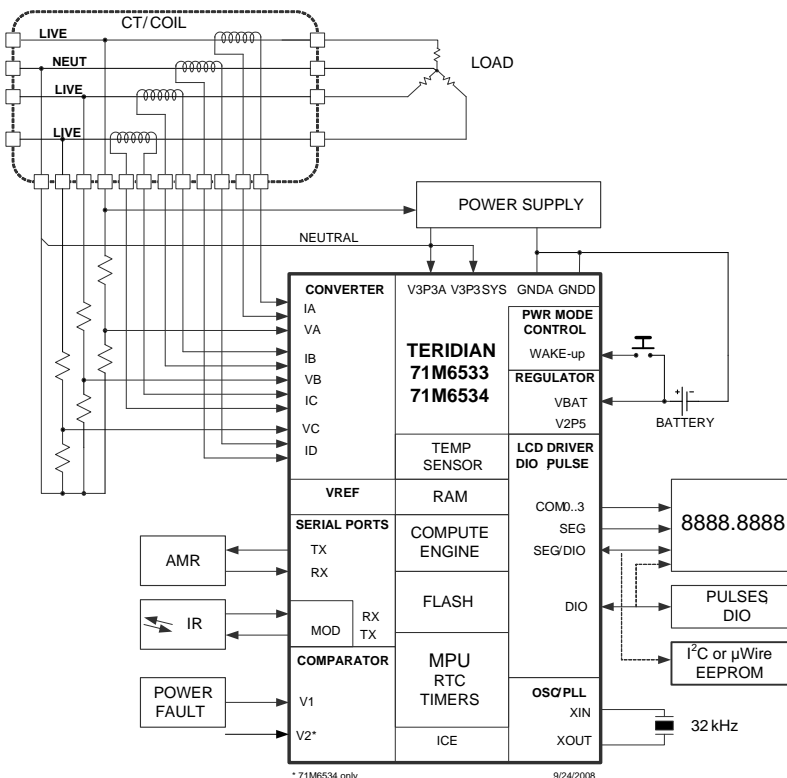 CT/COIL
LIVE
NEUT
LIVE
LIVE
LOAD
POWER SUPPLY
NEUTRAL
CONVERTER
IA
VA
IB
VB
IC
VC
ID
V3P3A V3P3SYS GNDA GNDD
TERIDIAN
71M6533
71M6534
PWR MODE
CONTROL
WAKE-up
REGULATOR
VBAT
V2P5
+ -
BATTERY
TEMP
SENSOR
LCD DRIVER
DIO, PULSE
VREF
RAM
COM0..3
SEG
SEG/DIO
DIO
8888.8888
SERIAL PORTS
TX
RX
COMPUTE
ENGINE
AMR
FLASH
PULSES,
DIO
IR
MOD
RX
TX
I²C or µWire
EEPROM
COMPARATOR
V1
V2*
POWER
FAULT
MPU
RTC
TIMERS
ICE
OSC/PLL
XIN
XOUT
32 kHz
* 71M6534 only
9/24/2008